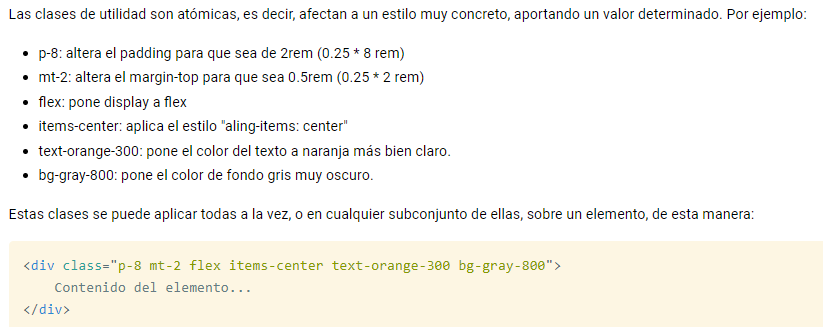 Las clases de utilidad son atómicas, es decir, afectan a un estilo muy concreto, aportando un valor determinado. Por ejemplo:
• p-8: altera el padding para que sea de 2rem (0.25 * 8 rem)
• mt-2: altera el margin-top para que sea 0.5rem (0.25 * 2 rem)
• flex: pone display a flex
• items-center: aplica el estilo "aling-items: center"
• text-orange-300: pone el color del texto a naranja más bien claro.
• bg-gray-800: pone el color de fondo gris muy oscuro.
Estas clases se puede aplicar todas a la vez, o en cualquier subconjunto de ellas, sobre un elemento, de esta manera:
<div class="p-8 mt-2 flex items-center text-orange-300 bg-gray-800">
    Contenido del elemento...
</div>